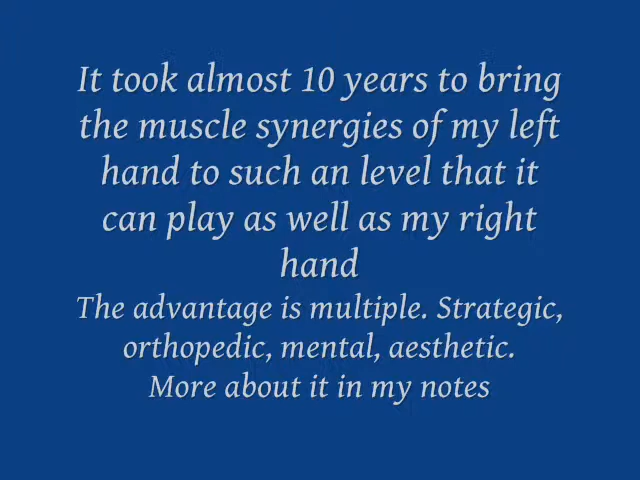 It took almost 10 years to bring
the muscle synergies of my left
hand to such an level that it
can play as well as my right
hand
The advantage is multiple. Strategic,
orthopedic, mental, aesthetic.
More about it in my notes